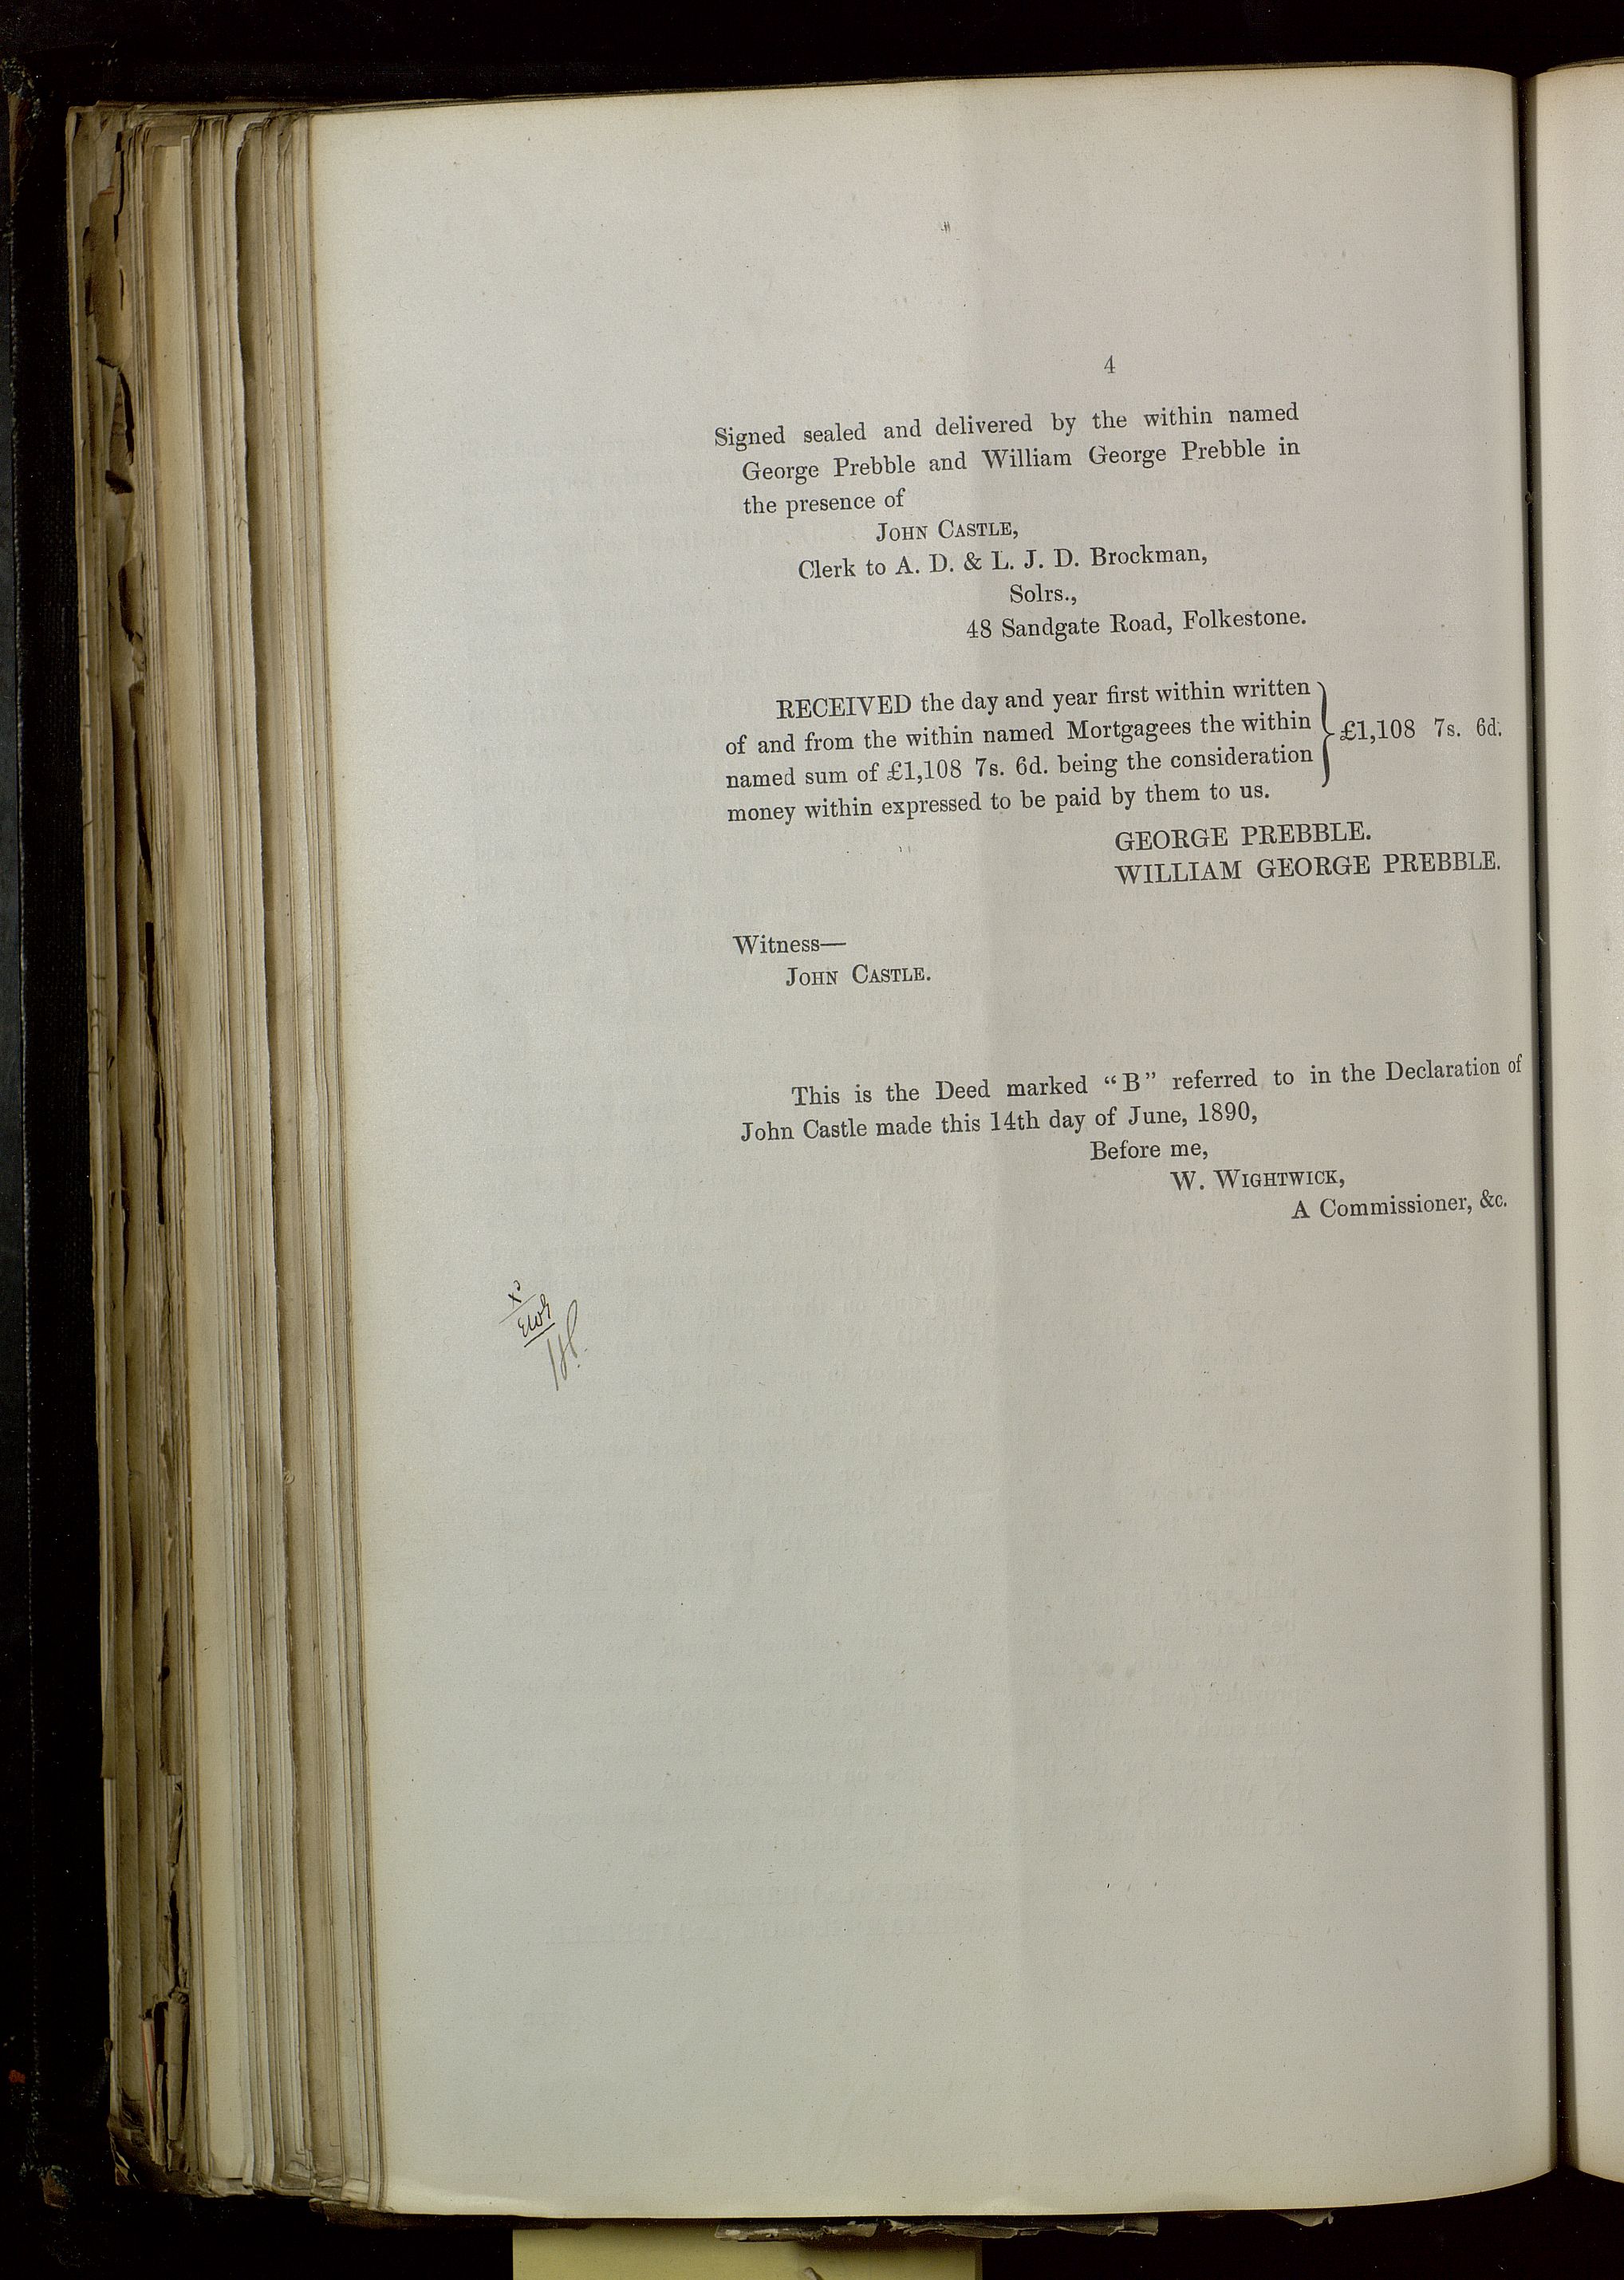 4
Signed sealed and delivered by the within named
George Prebble and William George Prebble in
the presence of
JOHN CASTLE,
Clerk to A. D. & L. J. D. Brockman,
Solrs.,
48 Sandgate Road, Folkestone.
RECEIVED the day and year first within written
of and from the within named Mortgagees the within
named sum of £1,108 7s. 6d. being the consideration
money within expressed to be paid by them to us.
£1,108 7s. 6d.
GEORGE PREBBLE.
WILLIAM GEORGE PREBBLE.
Witness—
JOHN CASTLE.
This is the Deed marked “B” referred to in the Declaration of
John Castle made this 14th day of June, 1890,
Before me,
W. WIGHTWICK,
A Commissioner, &c.